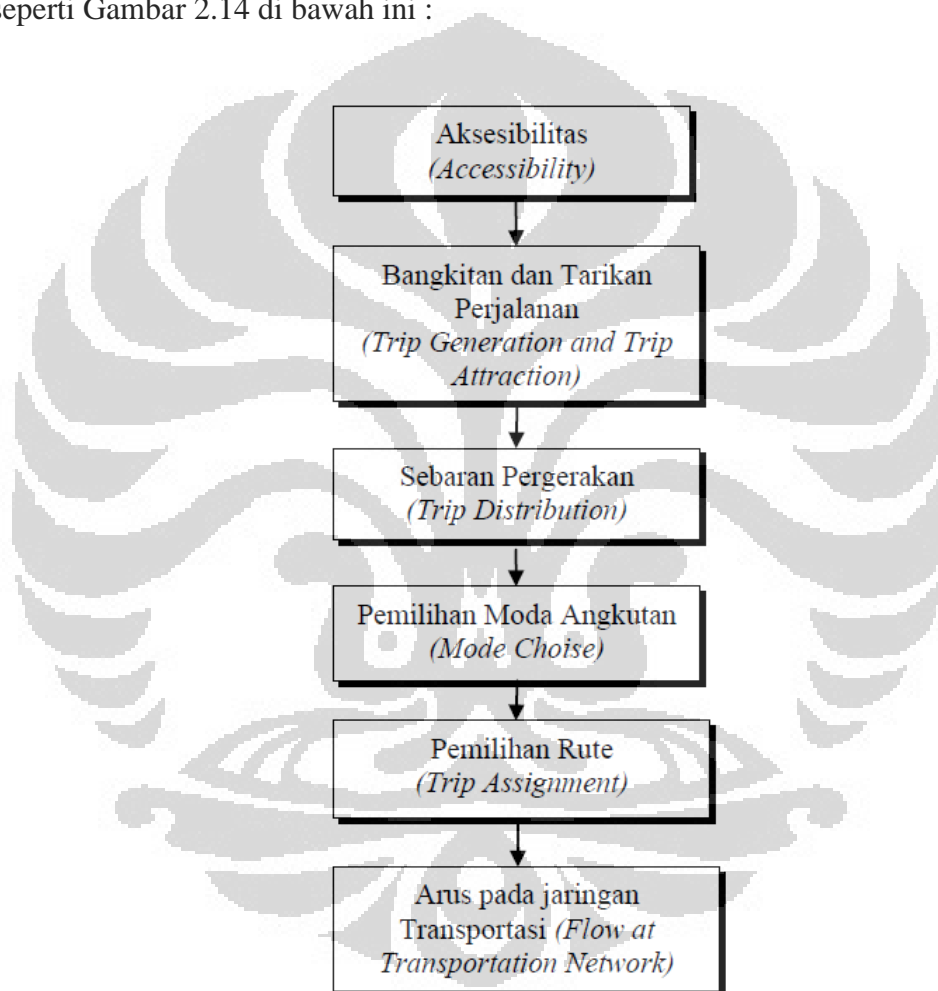 seperti Gambar 2.14 di bawah ini :
Aksesibilitas
(Accessibility)
Bangkitan dan Tarikan
Perjalanan
(Trip Generation and Trip
Attraction)
Sebaran Pergerakan
(Trip Distribution)
Pemilihan Moda Angkutan
(Mode Choise)
Pemilihan Rute
(Trip Assignment)
Arus pada jaringan
Transportasi (Flow at
Transportation Network)